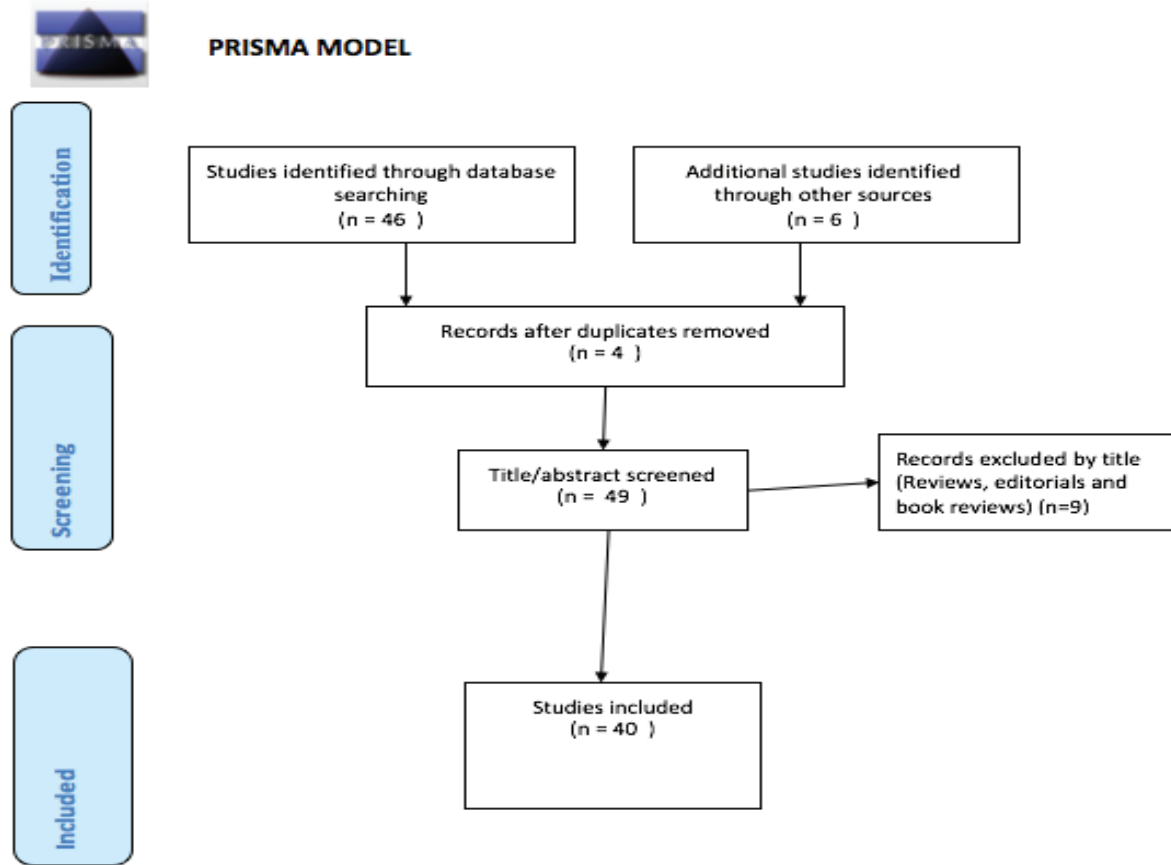 PRISMA
PRISMA MODEL
Identification
Studies identified through database
searching
(n = 46 )
Additional studies identified
through other sources
(n = 6 )
Records after duplicates removed
(n = 4 )
Screening
Title/abstract screened
(n = 49 )
Records excluded by title
(Reviews, editorials and
book reviews) (n=9)
Included
Studies included
(n = 40 )